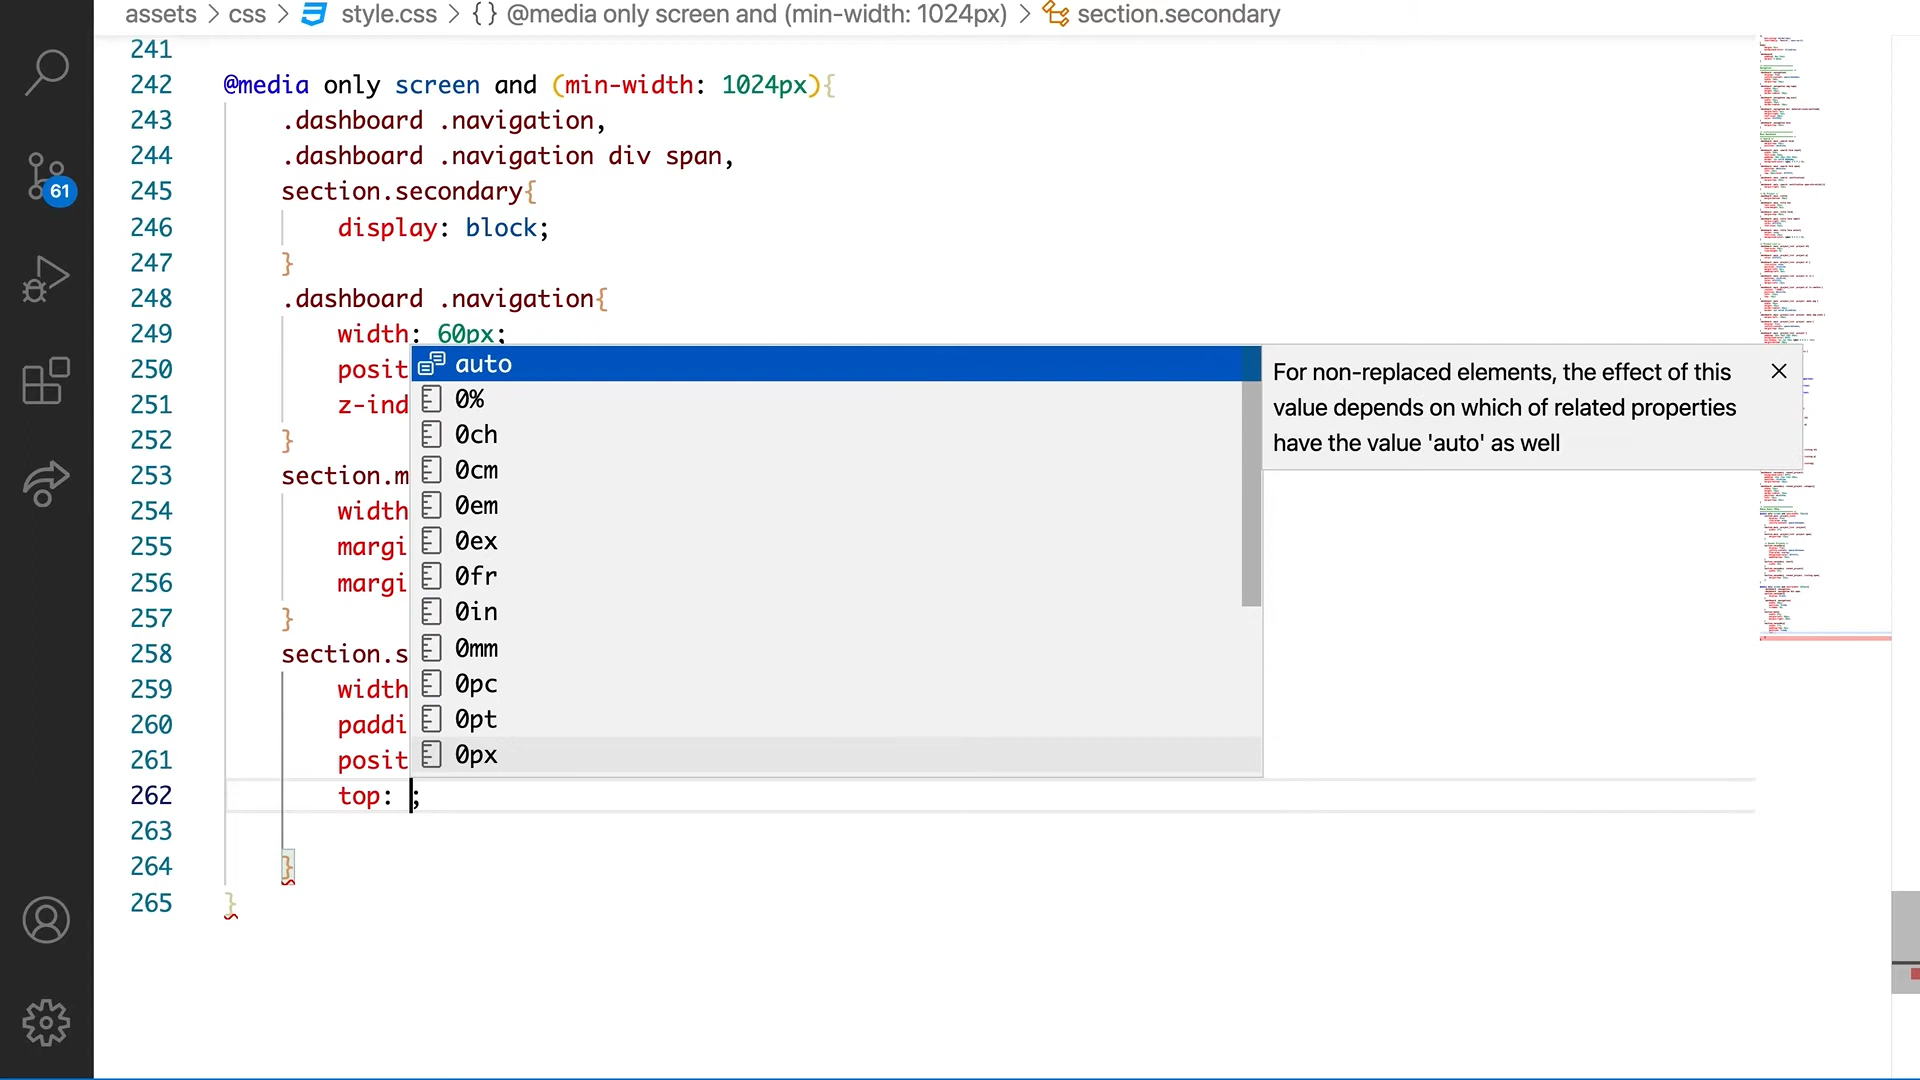 assets > css > style.css > {} @media only screen and (min-width: 1024px) > section.secondary
241
242 @media only screen and (min-width: 1024px){
243 .dashboard .navigation,
244 .dashboard .navigation div span,
245 section.secondary{
246 display: block;
247 }
248 .dashboard .navigation{
249 width: 60px;
250 posit
251 z-ind
252 }
253 section.m
254 width
255 margi
256 margi
257 }
258 section.s
259 width
260 paddi
261 posit
262 top: ;
263
264 }
265 }
auto
0%
0ch
0cm
0em
0ex
0fr
0in
0mm
0pc
0pt
0px
For non-replaced elements, the effect of this
value depends on which of related properties
have the value 'auto' as well
61